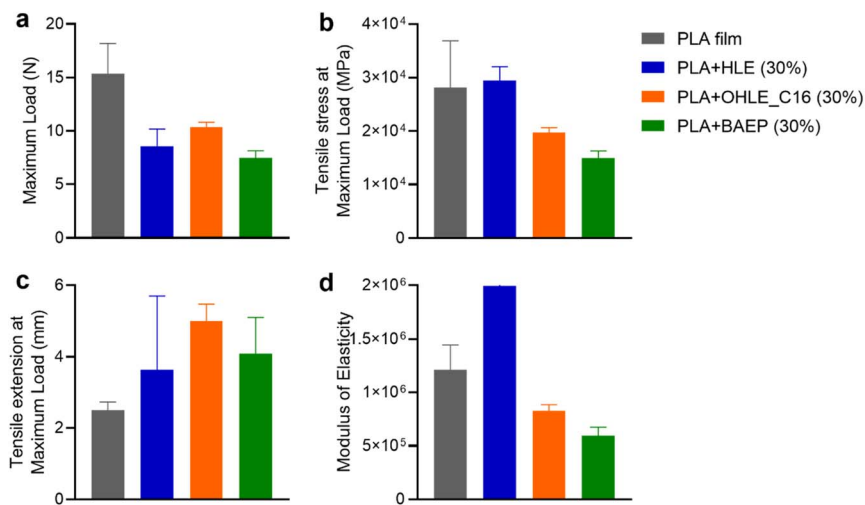 a
Maximum Load (N)
20
15
10
5
0
b
Tensile stress at
Maximum Load (MPa)
4×10⁴
3×10⁴
2×10⁴
1×10⁴
0
PLA film
PLA+HLE (30%)
PLA+OHLE_C16 (30%)
PLA+BAEP (30%)
c
Tensile extension at
Maximum Load (mm)
6
4
2
0
d
Modulus of Elasticity
2×10⁶
1.5×10⁶
1×10⁶
5×10⁵
0